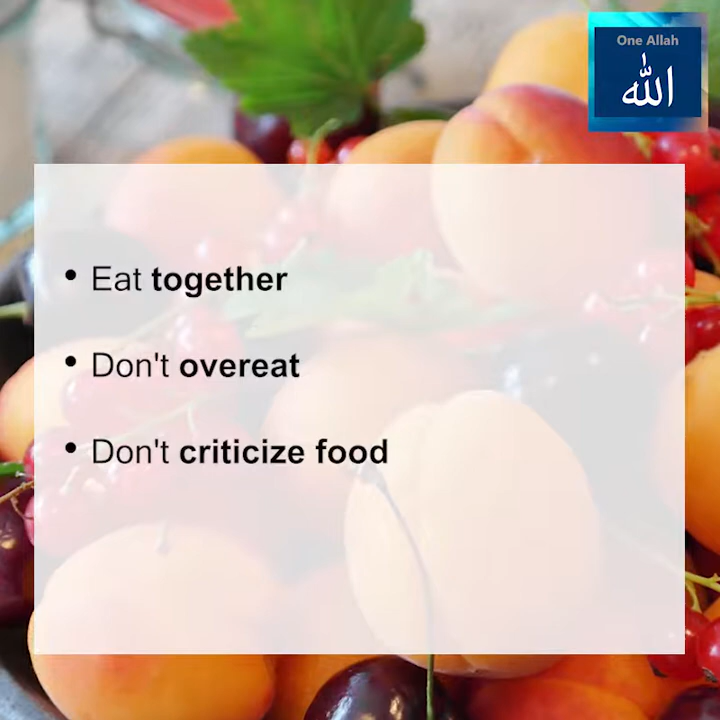 One Allah
الله
• Eat together
• Don't overeat
• Don't criticize food